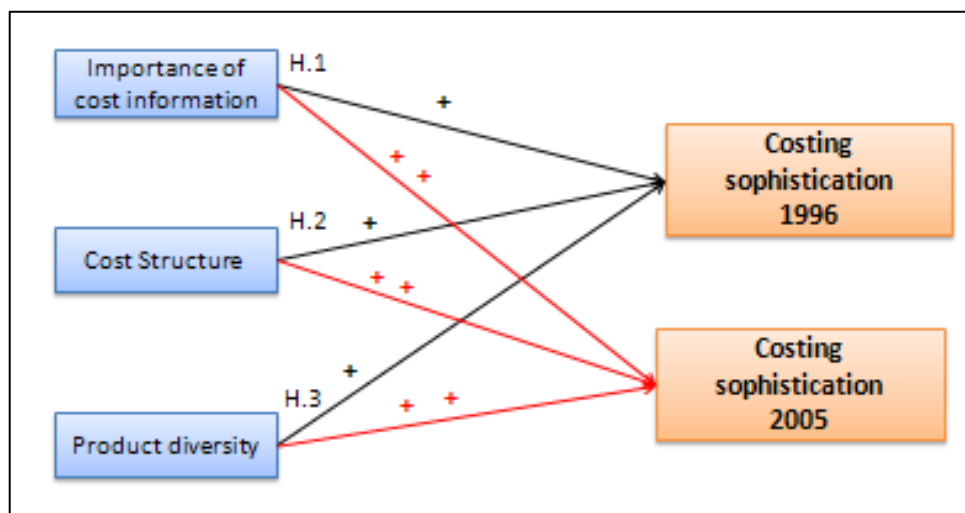 Importance of
cost information
H.1
+
+ +
Costing
sophistication
1996
Cost Structure
H.2
+
+ +
Product diversity
H.3
+
+ +
Costing
sophistication
2005